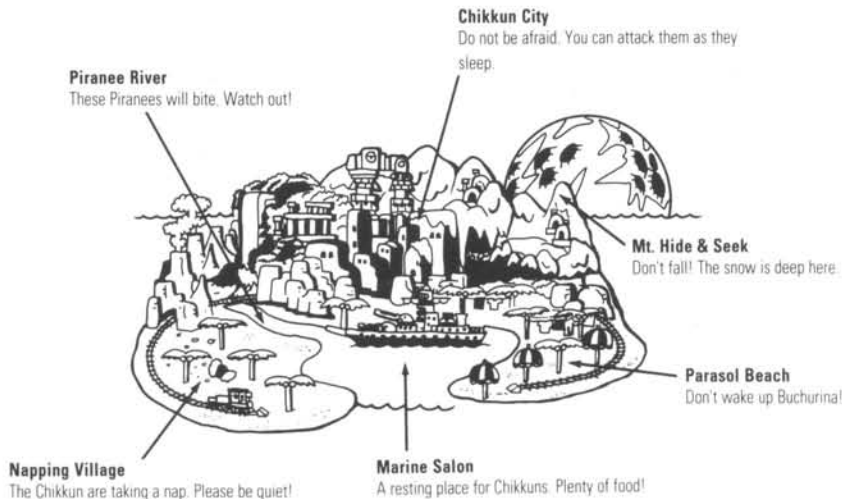 Chikkun City
Do not be afraid. You can attack them as they
sleep.
Piranee River
These Piranees will bite. Watch out!
Mt. Hide & Seek
Don't fall! The snow is deep here.
Parasol Beach
Don't wake up Buchurina!
Napping Village
The Chikkun are taking a nap. Please be quiet!
Marine Salon
A resting place for Chikkuns. Plenty of food!